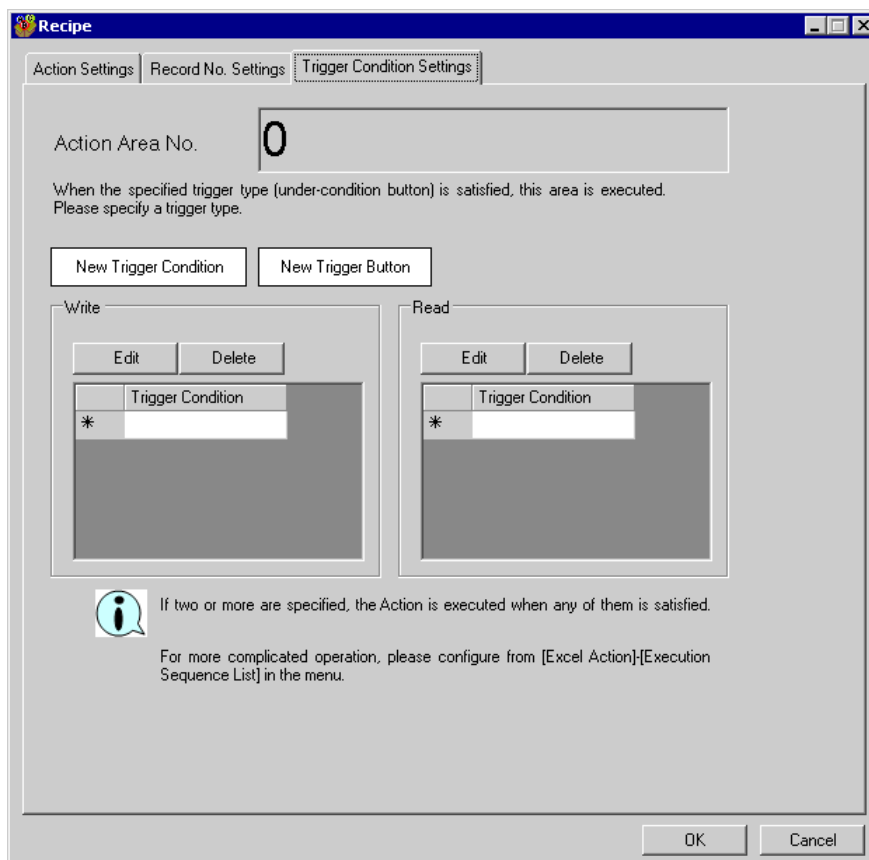 Recipe
Action Settings
Record No. Settings
Trigger Condition Settings
Action Area No.
0
When the specified trigger type (under-condition button) is satisfied, this area is executed.
Please specify a trigger type.
New Trigger Condition
New Trigger Button
Write
Read
Edit
Delete
Edit
Delete
Trigger Condition
Trigger Condition
*
*
If two or more are specified, the Action is executed when any of them is satisfied.
For more complicated operation, please configure from [Excel Action]-[Execution
Sequence List] in the menu.
OK
Cancel